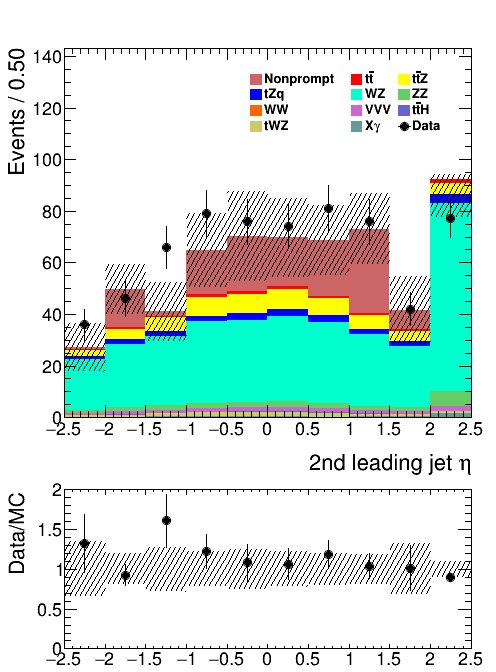 Events / 0.50
140
120
100
80
60
40
20
0
Nonprompt tt̄ tt̄Z
tZq WZ ZZ
WW VVV tt̄H
tWZ Xγ Data
−2.5 −2 −1.5 −1 −0.5 0 0.5 1 1.5 2 2.5
2nd leading jet η
Data/MC
2
1.5
1
0.5
0
−2.5 −2 −1.5 −1 −0.5 0 0.5 1 1.5 2 2.5